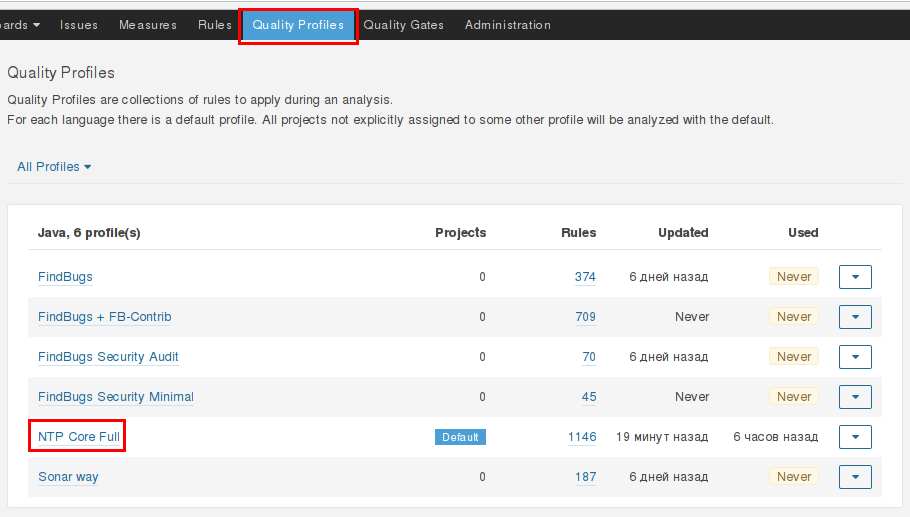 ards Issues Measures Rules Quality Profiles Quality Gates Administration
Quality Profiles
Quality Profiles are collections of rules to apply during an analysis.
For each language there is a default profile. All projects not explicitly assigned to some other profile will be analyzed with the default.
All Profiles
Java, 6 profile(s) Projects Rules Updated Used
FindBugs 0 374 6 дней назад Never
FindBugs + FB-Contrib 0 709 Never Never
FindBugs Security Audit 0 70 6 дней назад Never
FindBugs Security Minimal 0 45 Never Never
NTP Core Full Default 1146 19 минут назад 6 часов назад
Sonar way 0 187 6 дней назад Never